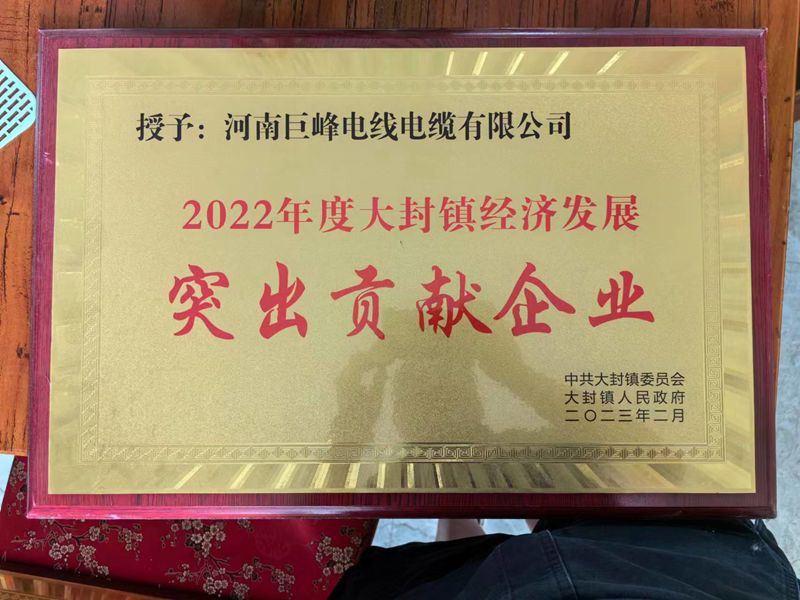 授予：河南巨峰电线电缆有限公司
2022年度大封镇经济发展
突出贡献企业
中共大封镇委员会
大封镇人民政府
二〇二三年二月